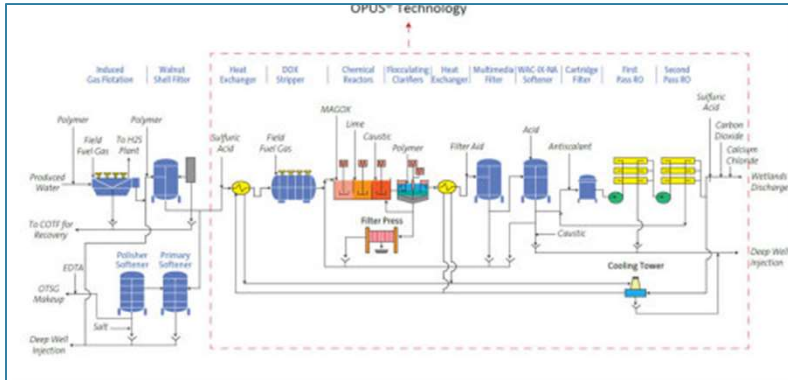 OPUS® Technology
Induced
Gas Flotation
Walnut
Shell Filter
Heat
Exchanger
DOX
Stripper
Chemical
Reactors
Flocculating
Clarifiers
Heat
Exchanger
Multimedia
Filter
WAC-IX-NA
Softener
Cartridge
Filter
First
Pass RO
Second
Pass RO
Sulfuric
Acid
Carbon
Dioxide
Calcium
Chloride
Wetlands
Discharge
Polymer
Field
Fuel Gas
To H2S
Plant
Polymer
Produced
Water
Sulfuric
Acid
Field
Fuel Gas
MAGOX
Lime
Caustic
Polymer
Filter Aid
Acid
Antiscalant
Filter Press
To COTF for
Recovery
Caustic
Deep Well
Injection
Polisher
Softener
Primary
Softener
EDTA
OTSG
Makeup
Salt
Deep Well
Injection
Cooling Tower